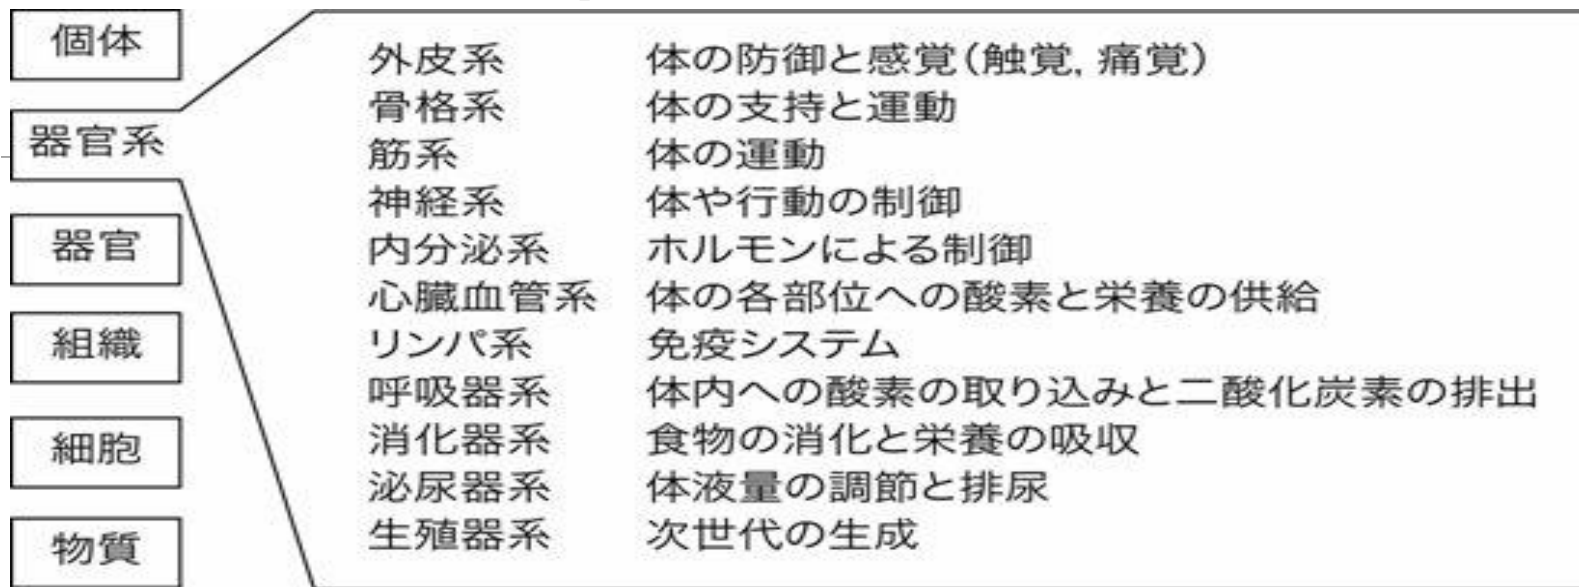 個体
器官系
器官
組織
細胞
物質
外皮系 体の防御と感覚(触覚, 痛覚)
骨格系 体の支持と運動
筋系 体の運動
神経系 体や行動の制御
内分泌系 ホルモンによる制御
心臓血管系 体の各部位への酸素と栄養の供給
リンパ系 免疫システム
呼吸器系 体内への酸素の取り込みと二酸化炭素の排出
消化器系 食物の消化と栄養の吸収
泌尿器系 体液量の調節と排尿
生殖器系 次世代の生成